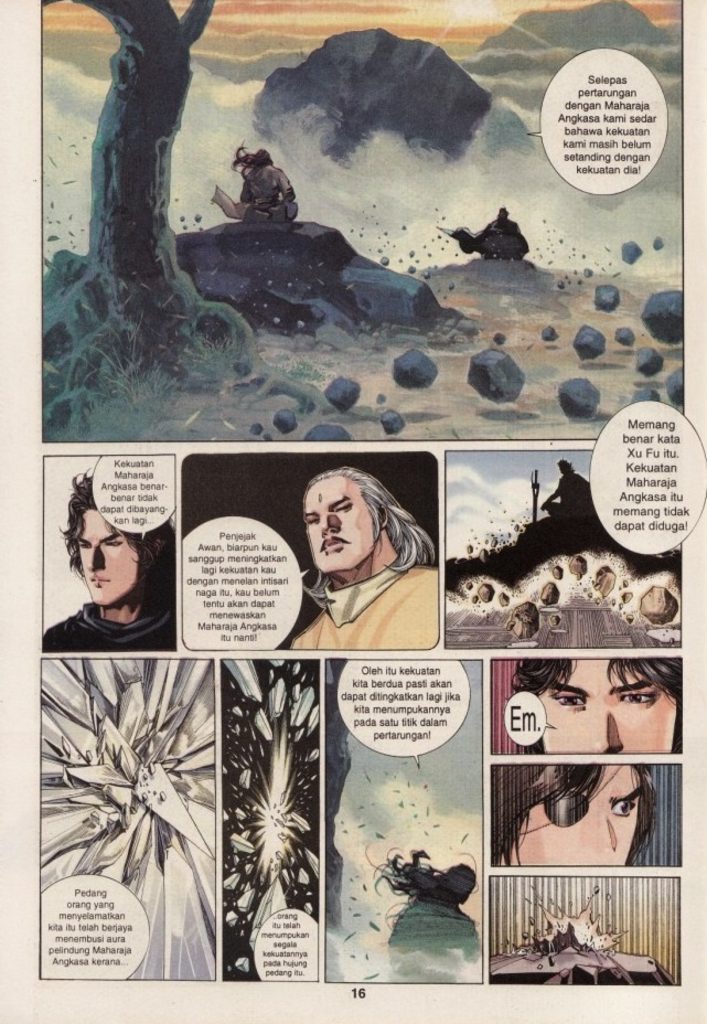 Selepas
pertarungan
dengan Maharaja
Angkasa kami sedar
bahawa kekuatan
kami masih belum
setanding dengan
kekuatan dia!
Kekuatan
Maharaja
Angkasa benar-
benar tidak
dapat dibayang-
kan lagi...
Penjejak
Awan, biarpun kau
sanggup meningkatkan
lagi kekuatan kau
dengan menelan intisari
naga itu, kau belum
tentu akan dapat
menewaskan
Maharaja Angkasa
itu nanti!
Memang
benar kata
Xu Fu itu.
Kekuatan
Maharaja
Angkasa itu
memang tidak
dapat diduga!
Pedang
orang yang
menyelamatkan
kita itu telah berjaya
menembusi aura
pelindung Maharaja
Angkasa kerana...
...orang
itu telah
menumpukan
segala
kekuatannya
pada hujung
pedang itu.
Oleh itu kekuatan
kita berdua pasti akan
dapat ditingkatkan lagi jika
kita menumpukannya
pada satu titik dalam
pertarungan!
Em.
16